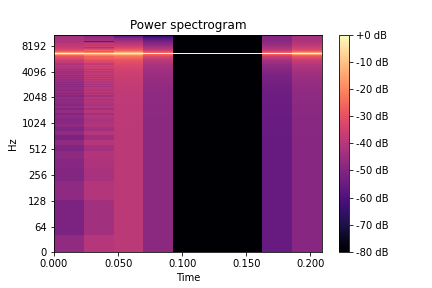 Power spectrogram
8192
4096
2048
1024
512
256
128
64
0
Hz
0.000 0.050 0.100 0.150 0.200
Time
+0 dB
-10 dB
-20 dB
-30 dB
-40 dB
-50 dB
-60 dB
-70 dB
-80 dB